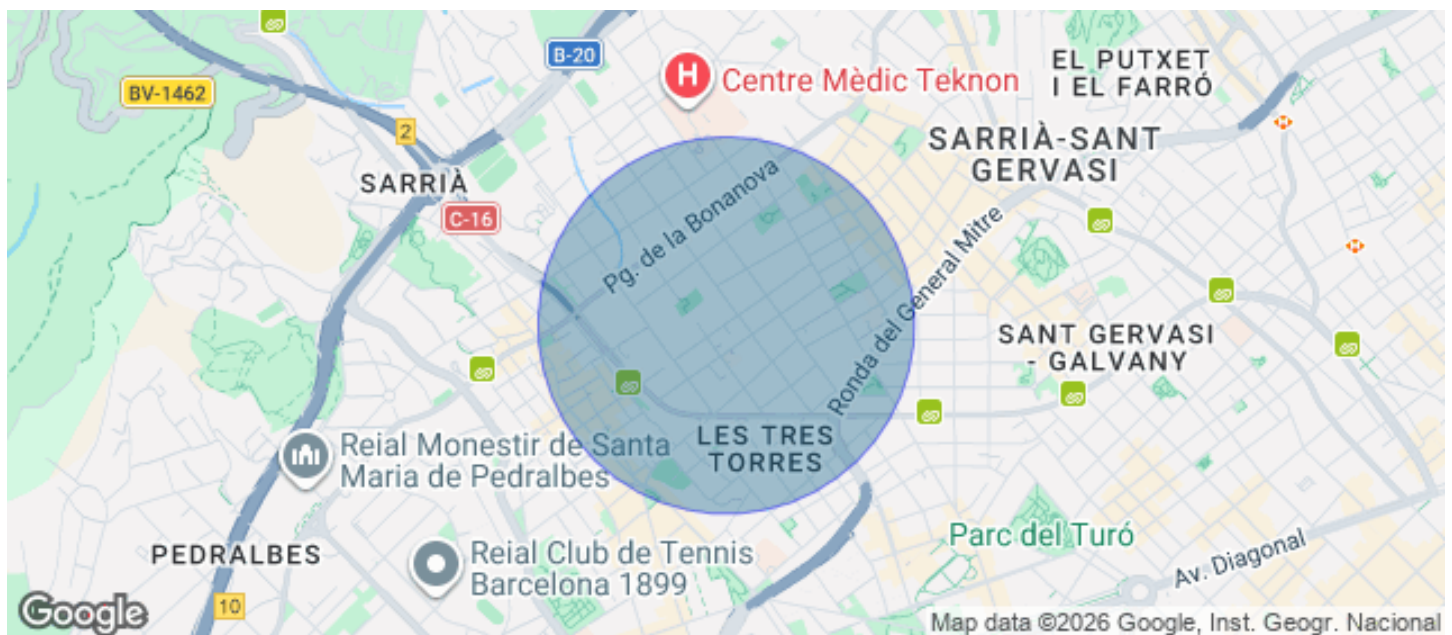 B-20
Centre Mèdic Teknon
EL PUTXET
I EL FARRÓ
BV-1462
2
SARRIÀ-SANT
GERVASI
SARRIÀ
C-16
Pg. de la Bonanova
Ronda del General Mitre
SANT GERVASI
- GALVANY
LES TRES
TORRES
Reial Monestir de Santa
Maria de Pedralbes
Parc del Turó
PEDRALBES
Reial Club de Tennis
Barcelona 1899
Av. Diagonal
10
Google
Map data ©2026 Google, Inst. Geogr. Nacional